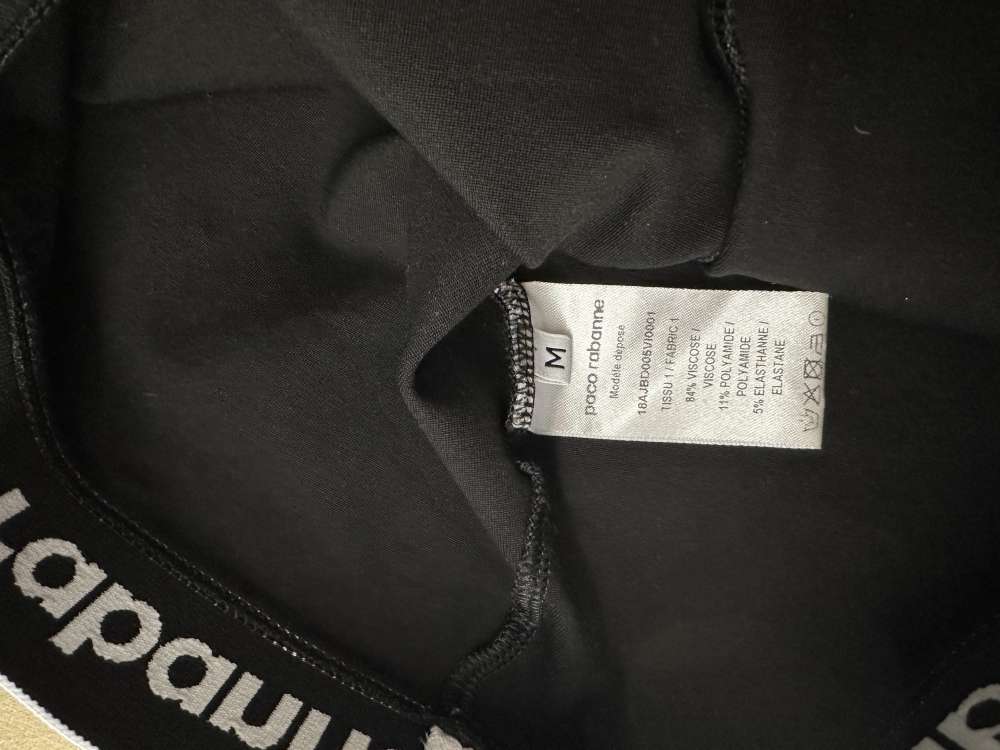 M
paco rabanne
Modèle déposé
18AJBD005VI0001
TISSU 1 / FABRIC 1
84% VISCOSE /
VISCOSE
11% POLYAMIDE /
POLYAMIDE
5% ELASTHANNE /
ELASTANE